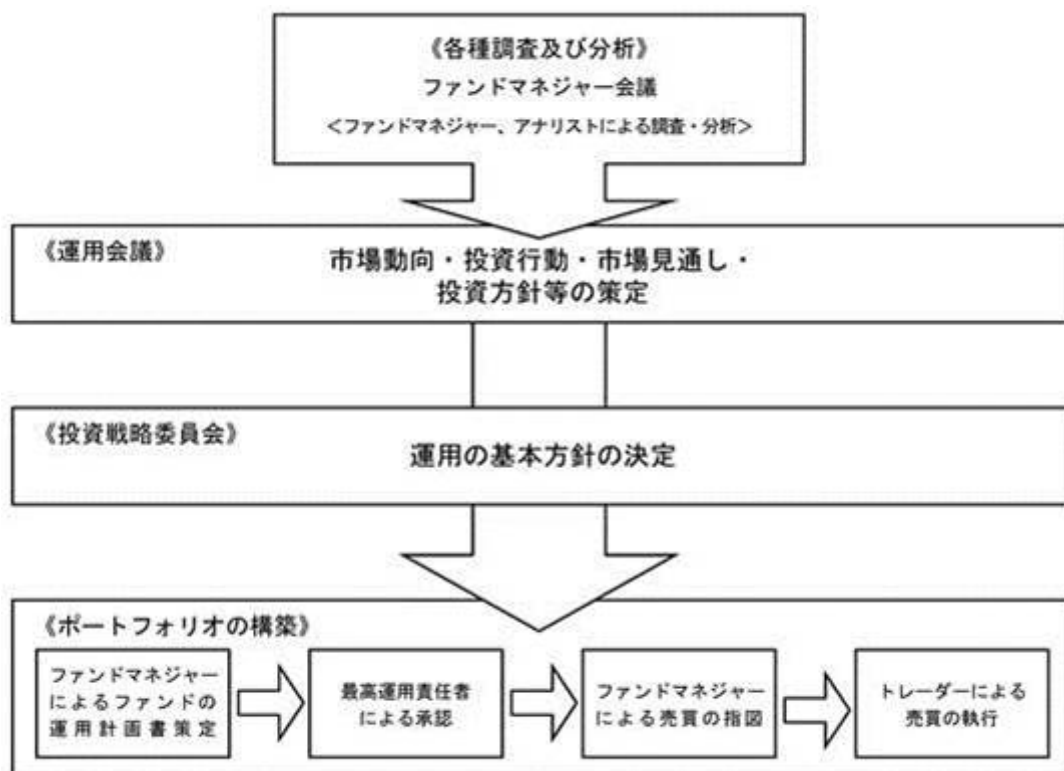 《各種調査及び分析》
ファンドマネジャー会議
＜ファンドマネジャー、アナリストによる調査・分析＞
《運用会議》
市場動向・投資行動・市場見通し・
投資方針等の策定
《投資戦略委員会》
運用の基本方針の決定
《ポートフォリオの構築》
ファンドマネジャー
によるファンドの
運用計画書策定
最高運用責任者
による承認
ファンドマネジャー
による売買の指図
トレーダーによる
売買の執行